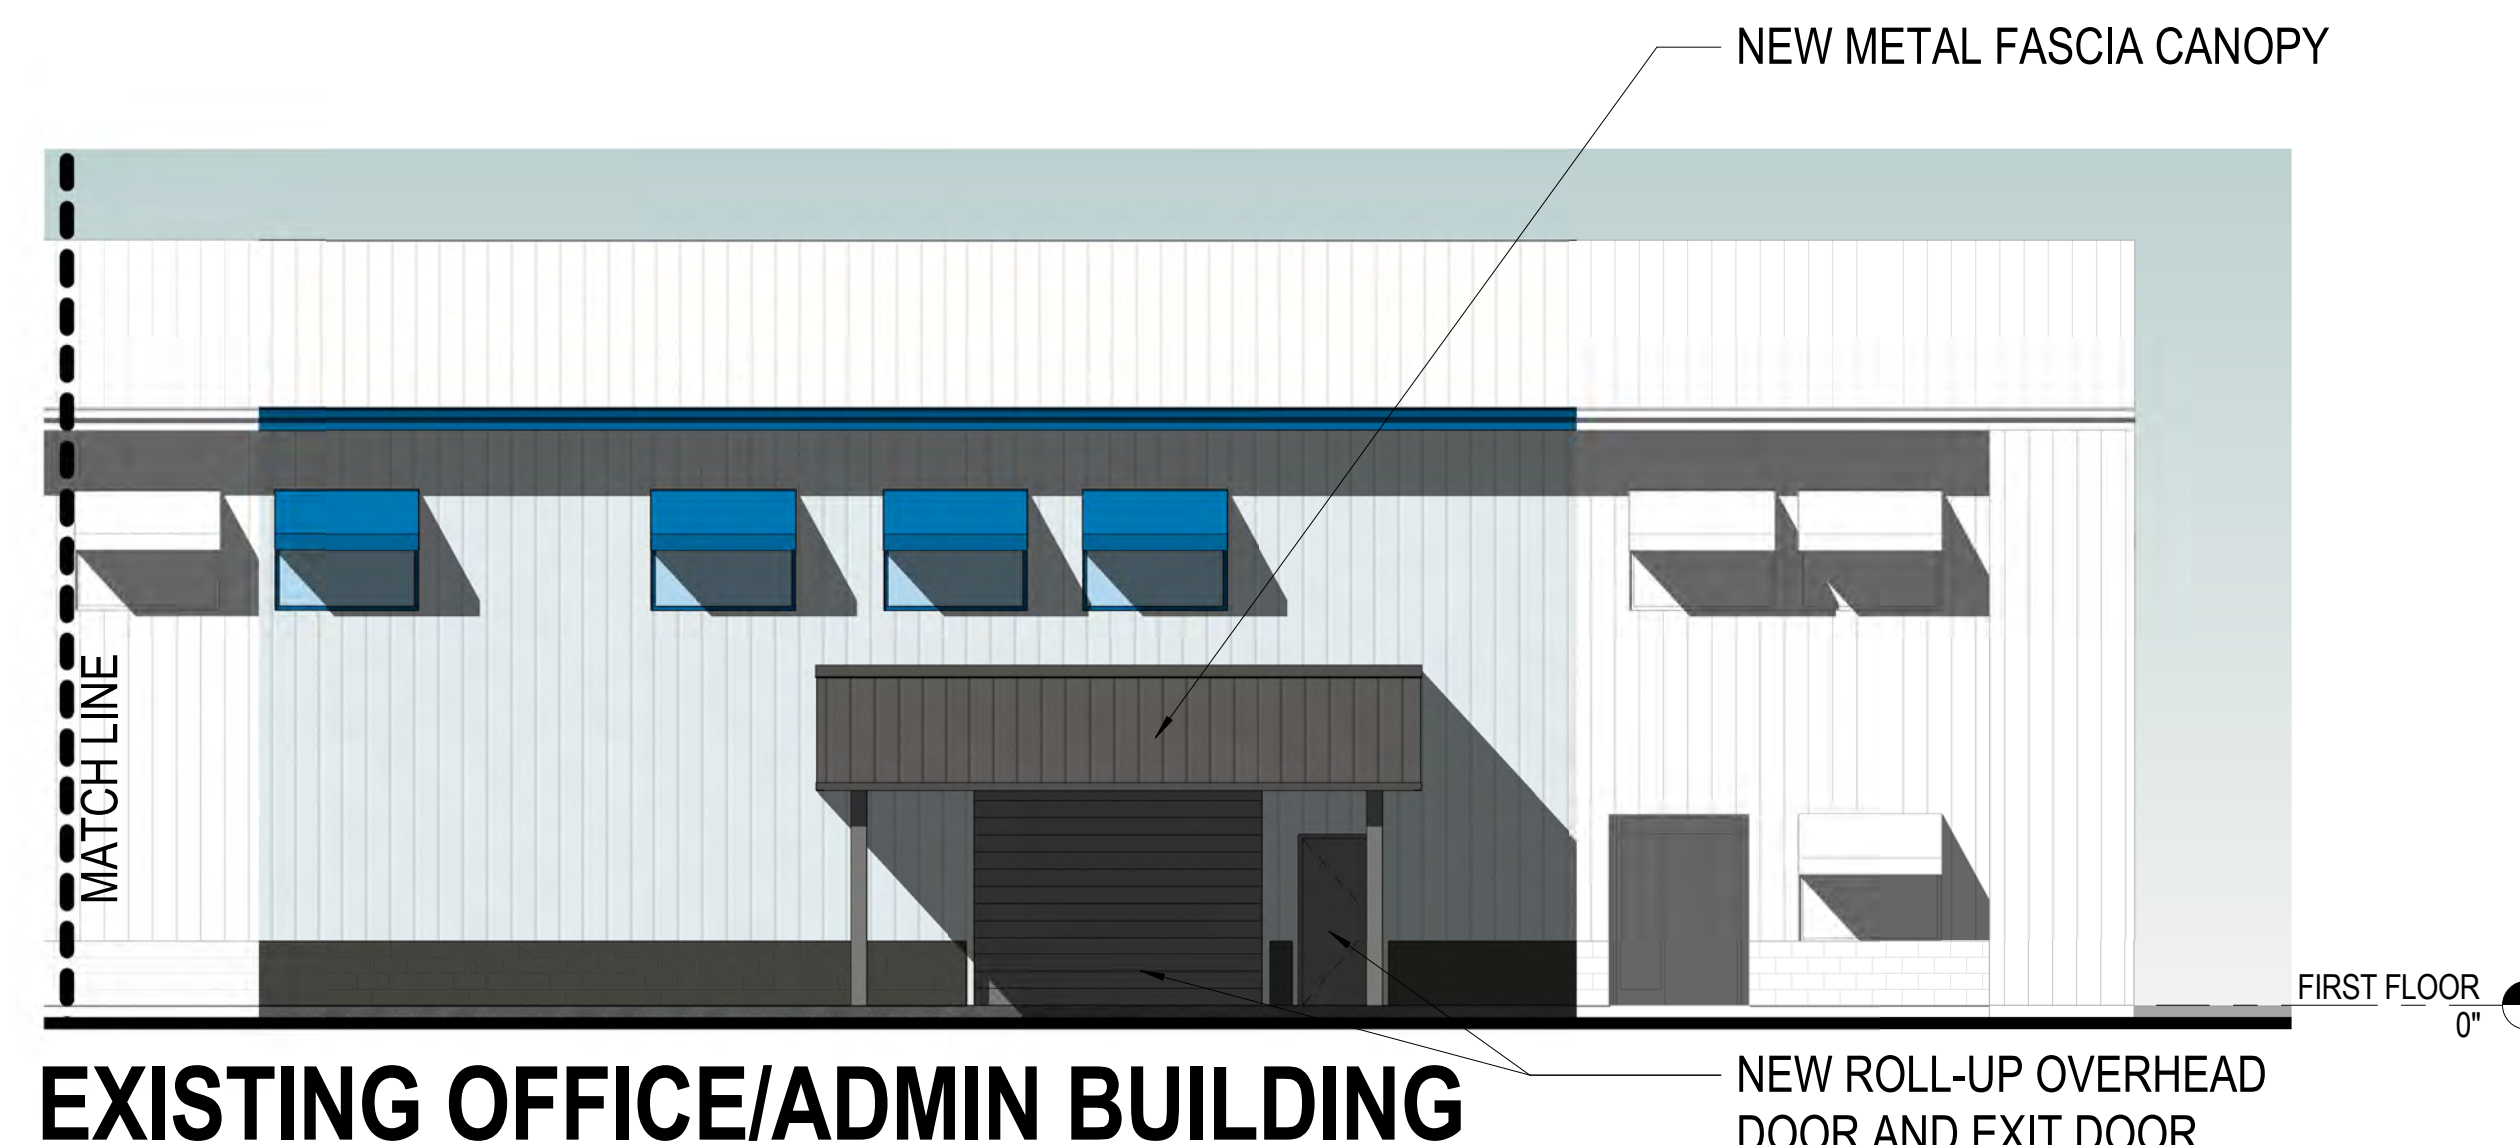 NEW METAL FASCIA CANOPY
MATCH LINE
FIRST FLOOR
0"
NEW ROLL-UP OVERHEAD
DOOR AND EXIT DOOR
EXISTING OFFICE/ADMIN BUILDING